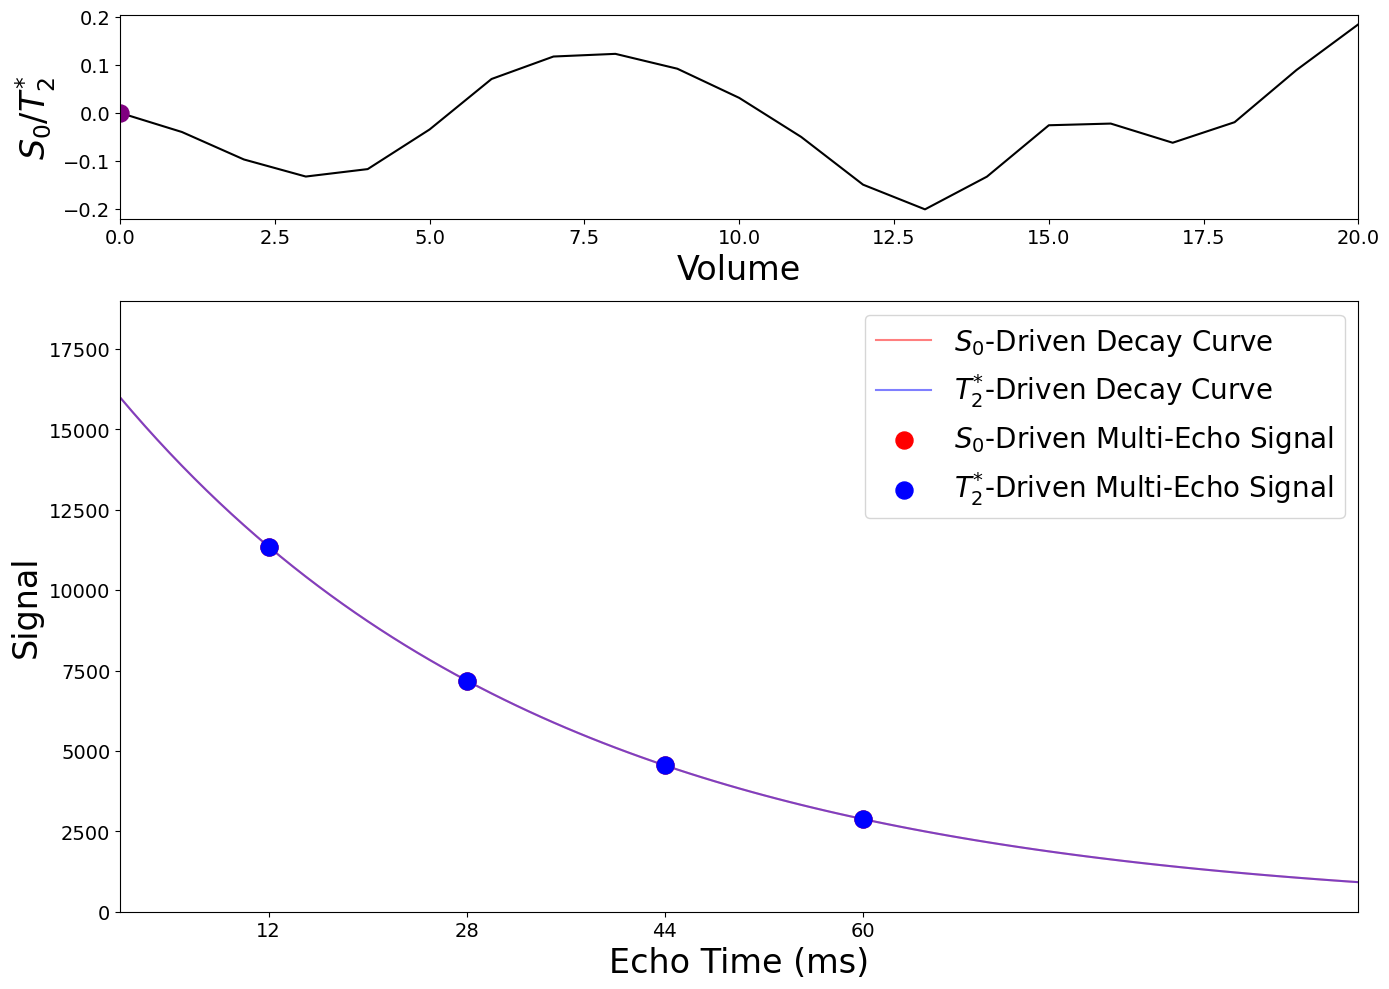 S₀/T₂*
0.2
0.1
0.0
−0.1
−0.2
0.0 2.5 5.0 7.5 10.0 12.5 15.0 17.5 20.0
Volume
Signal
17500
15000
12500
10000
7500
5000
2500
0
S₀-Driven Decay Curve
T₂*-Driven Decay Curve
S₀-Driven Multi-Echo Signal
T₂*-Driven Multi-Echo Signal
12 28 44 60
Echo Time (ms)